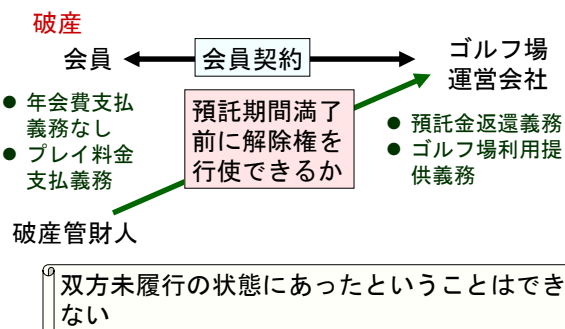 破産
会員
会員契約
ゴルフ場
運営会社
● 年会費支払
義務なし
● プレイ料金
支払義務
預託期間満了
前に解除権を
行使できるか
● 預託金返還義務
● ゴルフ場利用提
供義務
破産管財人
双方未履行の状態にあったということはでき
ない